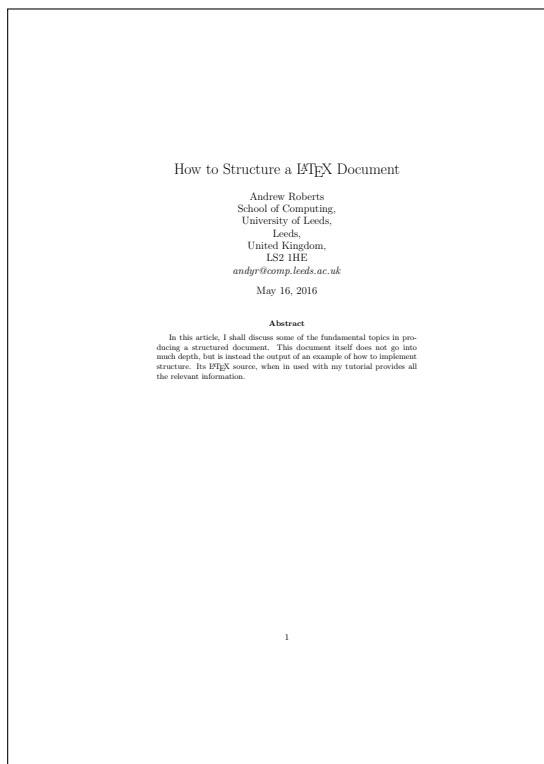 How to Structure a LATEX Document
Andrew Roberts
School of Computing,
University of Leeds,
Leeds,
United Kingdom,
LS2 1HE
andyr@comp.leeds.ac.uk
May 16, 2016
Abstract
In this article, I shall discuss some of the fundamental topics in pro-
ducing a structured document. This document itself does not go into
much depth, but is instead the output of an example of how to implement
structure. Its LATEX source, when in used with my tutorial provides all
the relevant information.
1